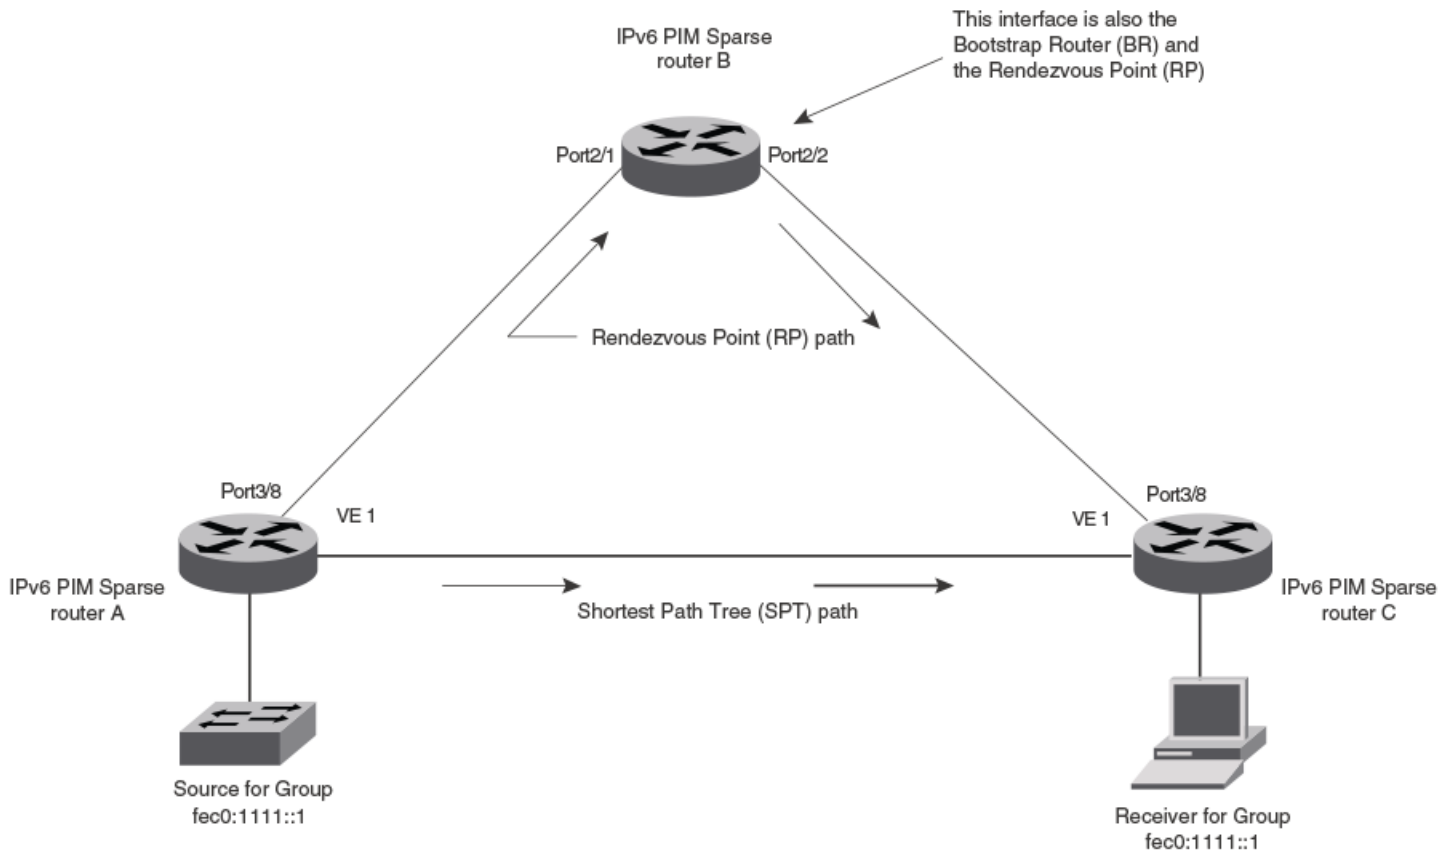 This interface is also the
Bootstrap Router (BR) and
the Rendezvous Point (RP)
IPv6 PIM Sparse
router B
Port2/1
Port2/2
Rendezvous Point (RP) path
Port3/8
VE 1
VE 1
Port3/8
IPv6 PIM Sparse
router A
Shortest Path Tree (SPT) path
IPv6 PIM Sparse
router C
Source for Group
fec0:1111::1
Receiver for Group
fec0:1111::1